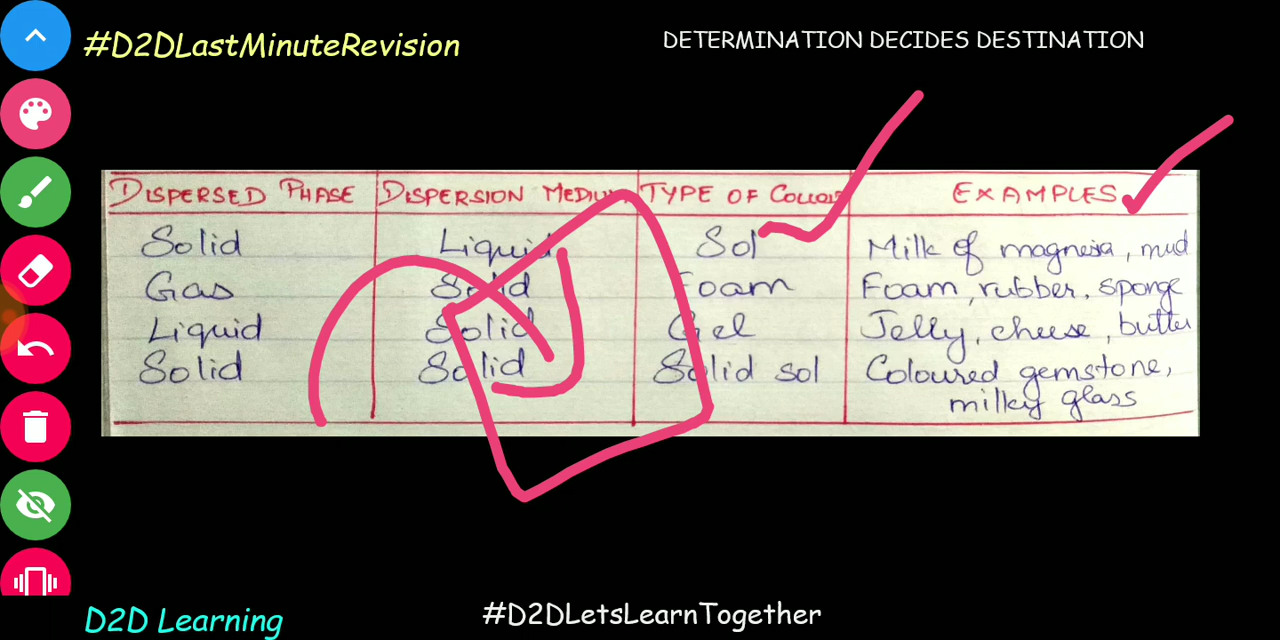 #D2DLastMinuteRevision
DETERMINATION DECIDES DESTINATION
DISPERSED PHASE DISPERSION MEDIUM TYPE OF COLLOID EXAMPLES
Solid Liquid Sol Milk of magnesia, mud
Gas Solid Foam Foam, rubber, sponge
Liquid Solid Gel Jelly, cheese, butter
Solid Solid Solid sol Coloured gemstone,
milky glass
D2D Learning
#D2DLetsLearnTogether